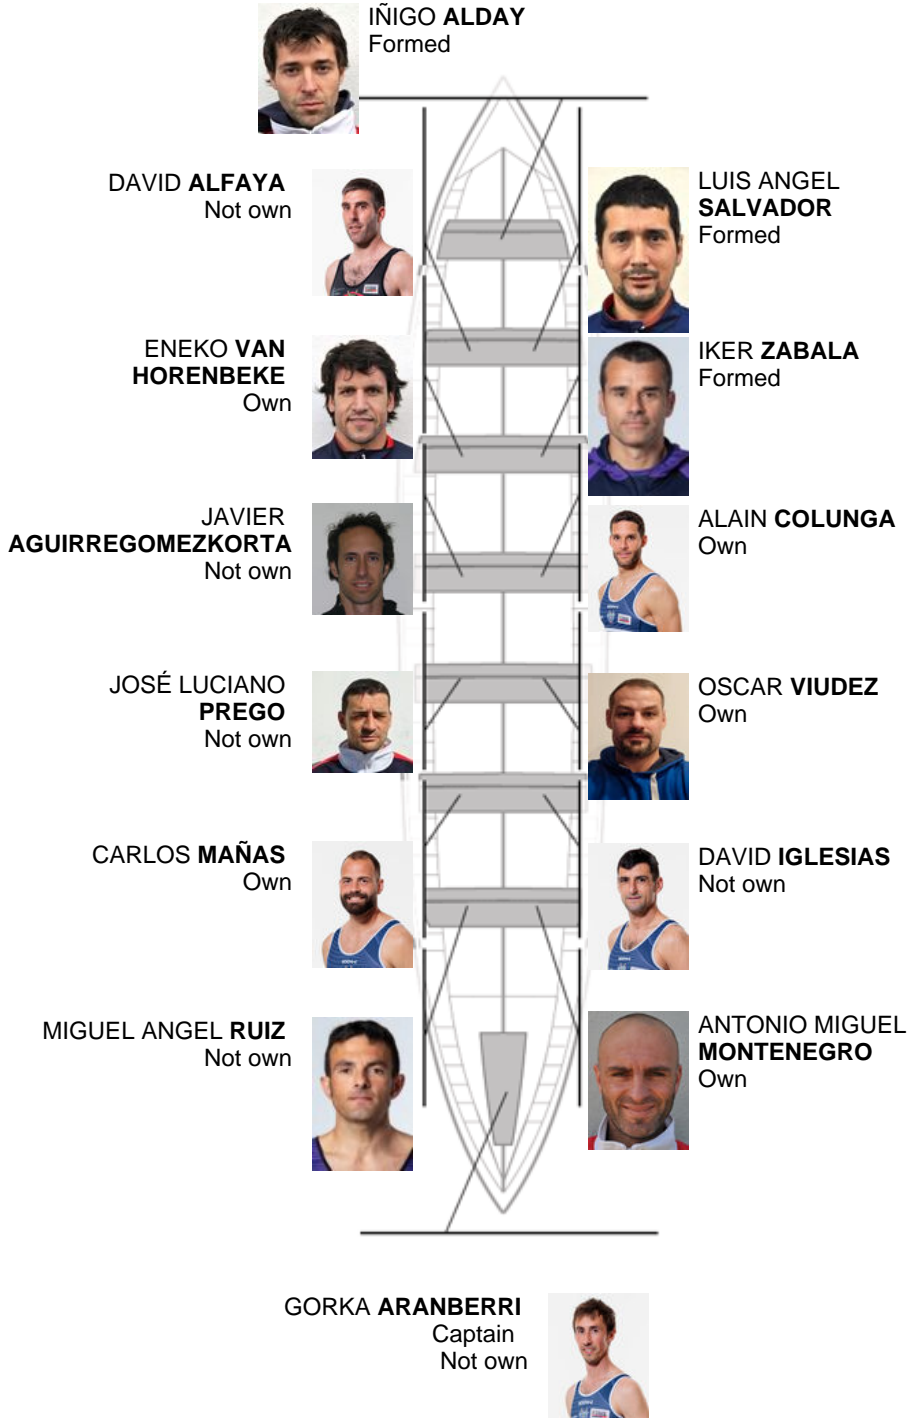 IÑIGO ALDAY
Formed
DAVID ALFAYA
Not own
LUIS ANGEL
SALVADOR
Formed
ENEKO VAN
HORENBEKE
Own
IKER ZABALA
Formed
JAVIER
AGUIRREGOMEZKORTA
Not own
ALAIN COLUNGA
Own
JOSÉ LUCIANO
PREGO
Not own
OSCAR VIUDEZ
Own
CARLOS MAÑAS
Own
DAVID IGLESIAS
Not own
MIGUEL ANGEL RUIZ
Not own
ANTONIO MIGUEL
MONTENEGRO
Own
GORKA ARANBERRI
Captain
Not own